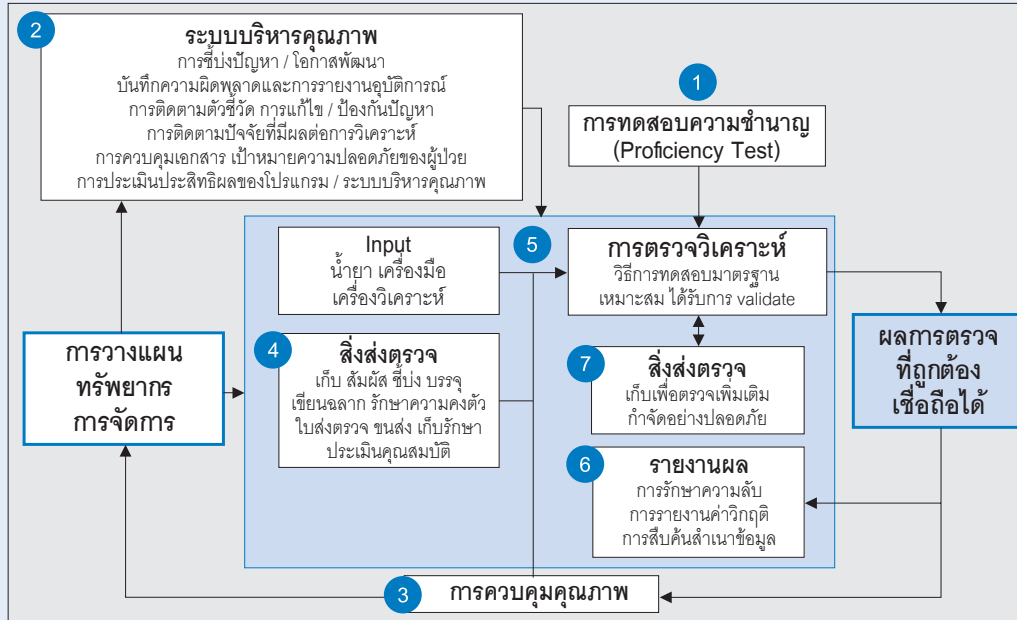 2
ระบบบริหารคุณภาพ
การชี้บ่งปัญหา / โอกาสพัฒนา
บันทึกความผิดพลาดและการรายงานอุบัติการณ์
การติดตามตัวชี้วัด การแก้ไข / ป้องกันปัญหา
การติดตามปัจจัยที่มีผลต่อการวิเคราะห์
การควบคุมเอกสาร เป้าหมายความปลอดภัยของผู้ป่วย
การประเมินประสิทธิผลของโปรแกรม / ระบบบริหารคุณภาพ
1
การทดสอบความชำนาญ
(Proficiency Test)
Input
น้ำยา เครื่องมือ
เครื่องวิเคราะห์
5
การตรวจวิเคราะห์
วิธีการทดสอบมาตรฐาน
เหมาะสม ได้รับการ validate
การวางแผน
ทรัพยากร
การจัดการ
4
สิ่งส่งตรวจ
เก็บ สัมผัส ชี้บ่ง บรรจุ
เขียนฉลาก รักษาความคงตัว
ใบส่งตรวจ ขนส่ง เก็บรักษา
ประเมินคุณสมบัติ
7
สิ่งส่งตรวจ
เก็บเพื่อตรวจเพิ่มเติม
กำจัดอย่างปลอดภัย
ผลการตรวจ
ที่ถูกต้อง
เชื่อถือได้
6
รายงานผล
การรักษาความลับ
การรายงานค่าวิกฤติ
การสืบค้นสำเนาข้อมูล
3
การควบคุมคุณภาพ